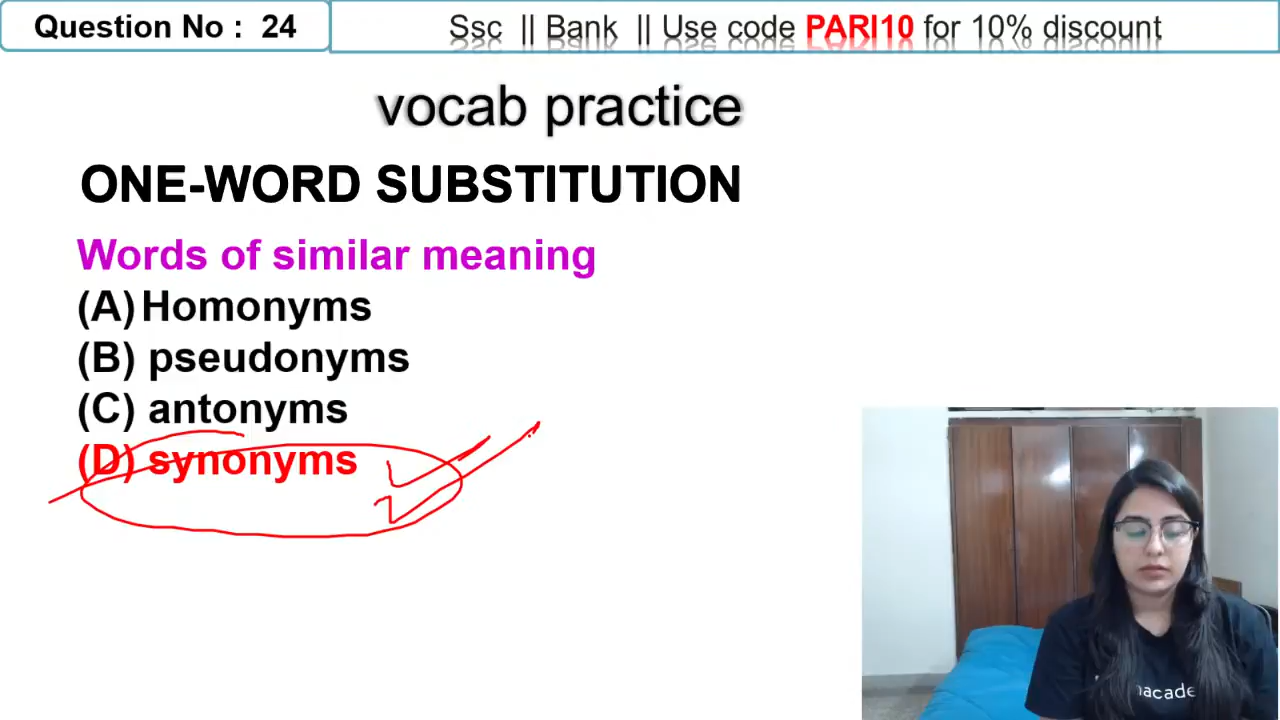 Question No : 24
Ssc || Bank || Use code PARI10 for 10% discount
vocab practice
ONE-WORD SUBSTITUTION
Words of similar meaning
(A) Homonyms
(B) pseudonyms
(C) antonyms
(D) synonyms